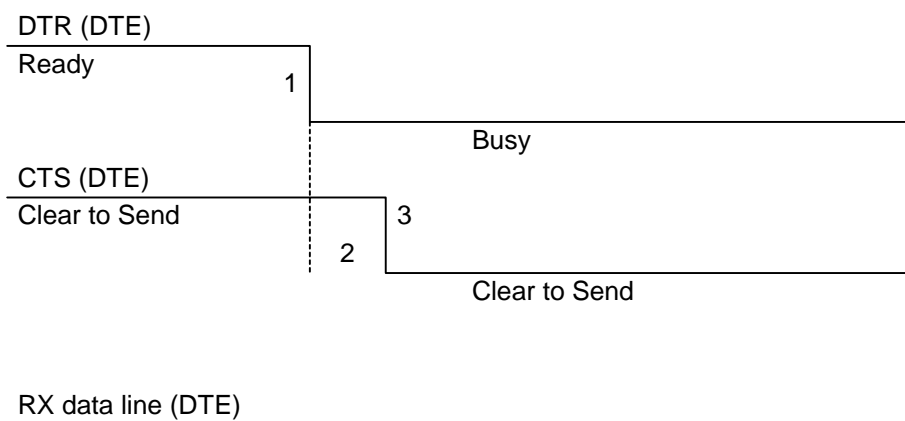 DTR (DTE)
Ready
1
Busy
CTS (DTE)
Clear to Send
3
2
Clear to Send
RX data line (DTE)